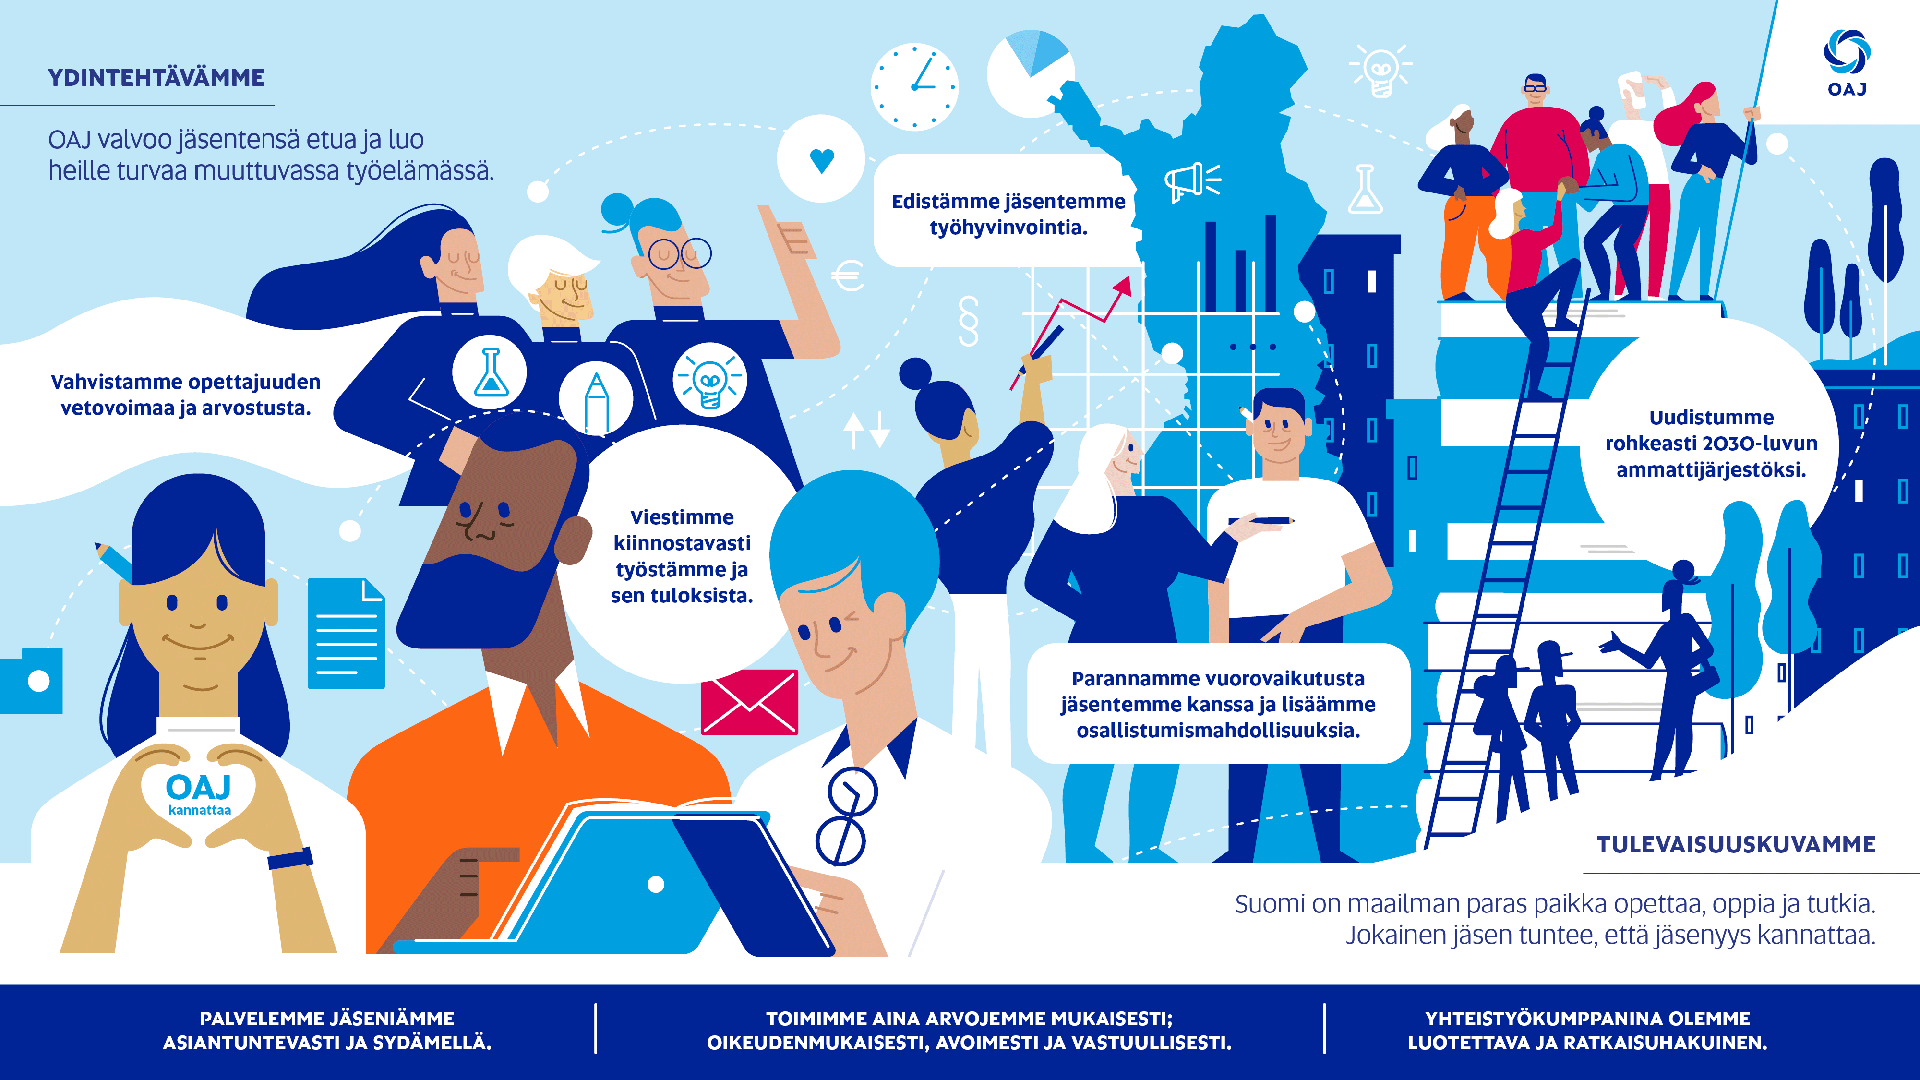 YDINTEHTÄVÄMME
OAJ valvoo jäsentensä etua ja luo
heille turvaa muuttuvassa työelämässä.
OAJ
Edistämme jäsentemme
työhyvinvointia.
Vahvistamme opettajuuden
vetovoimaa ja arvostusta.
Uudistumme
rohkeasti 2030-luvun
ammattijärjestöksi.
Viestimme
kiinnostavasti
työstämme ja
sen tuloksista.
Parannamme vuorovaikutusta
jäsentemme kanssa ja lisäämme
osallistumismahdollisuuksia.
OAJ
kannattaa
TULEVAISUUSKUVAMME
Suomi on maailman paras paikka opettaa, oppia ja tutkia.
Jokainen jäsen tuntee, että jäsenyys kannattaa.
PALVELEMME JÄSENIÄMME
ASIANTUNTEVASTI JA SYDÄMELLÄ.
TOIMIMME AINA ARVOJEMME MUKAISESTI;
OIKEUDENMUKAISESTI, AVOIMESTI JA VASTUULLISESTI.
YHTEISTYÖKUMPPANINA OLEMME
LUOTETTAVA JA RATKAISUHAKUINEN.